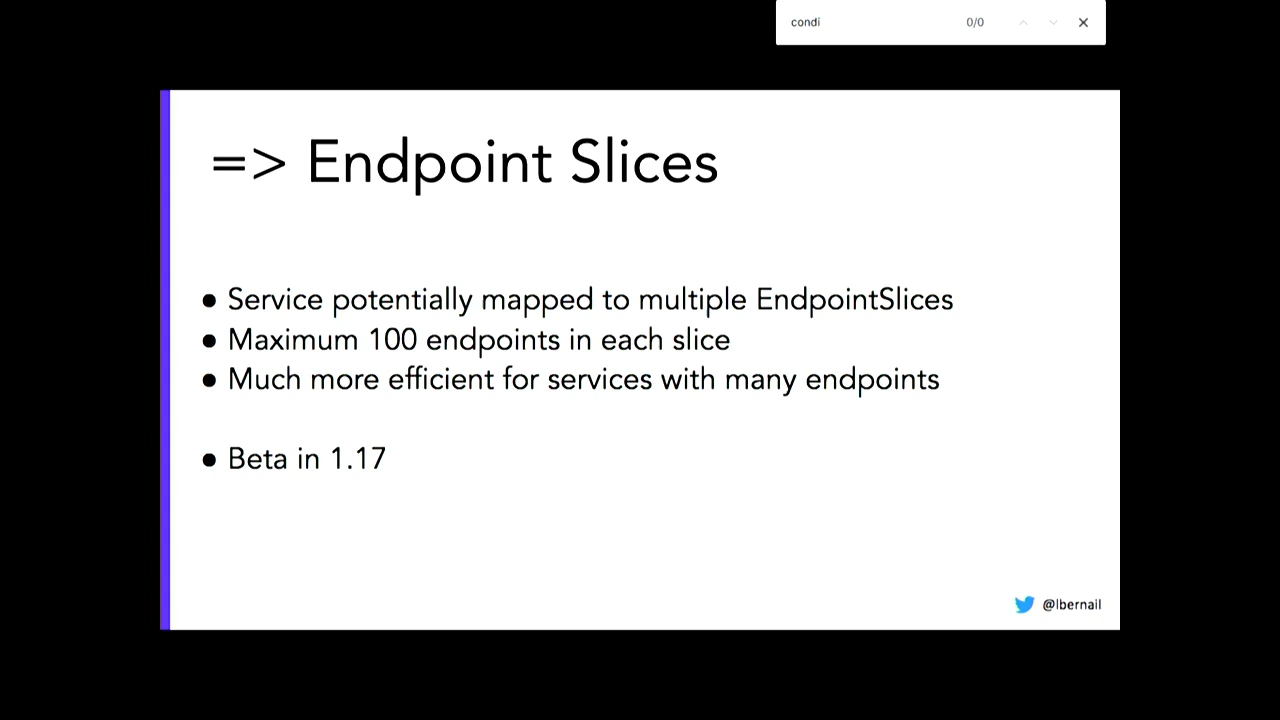 condi 0/0
=> Endpoint Slices
● Service potentially mapped to multiple EndpointSlices
● Maximum 100 endpoints in each slice
● Much more efficient for services with many endpoints
● Beta in 1.17
@lbernail